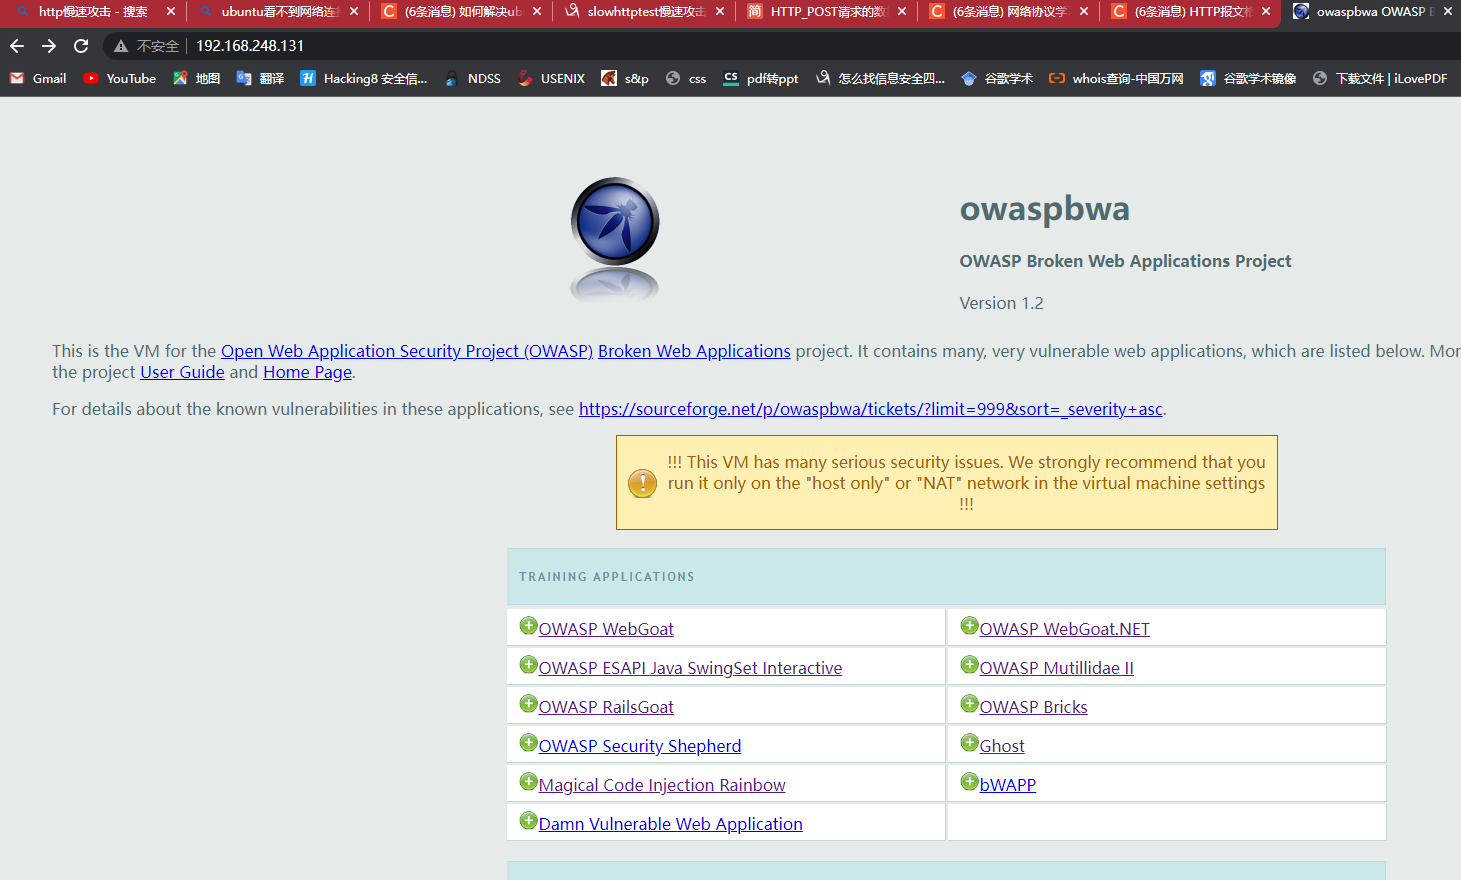 http慢速攻击 - 搜索
ubuntu看不到网络连
(6条消息) 如何解决ub
slowhttptest慢速攻击
HTTP_POST请求的数
(6条消息) 网络协议学
(6条消息) HTTP报文
owaspbwa OWASP B
不安全 192.168.248.131
Gmail YouTube 地图 翻译 Hacking8 安全信... NDSS USENIX s&p css pdf转ppt 怎么找信息安全四... 谷歌学术 whois查询-中国万网 谷歌学术镜像 下载文件 | iLovePDF
owaspbwa
OWASP Broken Web Applications Project
Version 1.2
This is the VM for the Open Web Application Security Project (OWASP) Broken Web Applications project. It contains many, very vulnerable web applications, which are listed below. Mor
the project User Guide and Home Page.
For details about the known vulnerabilities in these applications, see https://sourceforge.net/p/owaspbwa/tickets/?limit=999&sort=_severity+asc.
!!! This VM has many serious security issues. We strongly recommend that you
run it only on the "host only" or "NAT" network in the virtual machine settings
!!!
TRAINING APPLICATIONS
OWASP WebGoat
OWASP WebGoat.NET
OWASP ESAPI Java SwingSet Interactive
OWASP Mutillidae II
OWASP RailsGoat
OWASP Bricks
OWASP Security Shepherd
Ghost
Magical Code Injection Rainbow
bWAPP
Damn Vulnerable Web Application